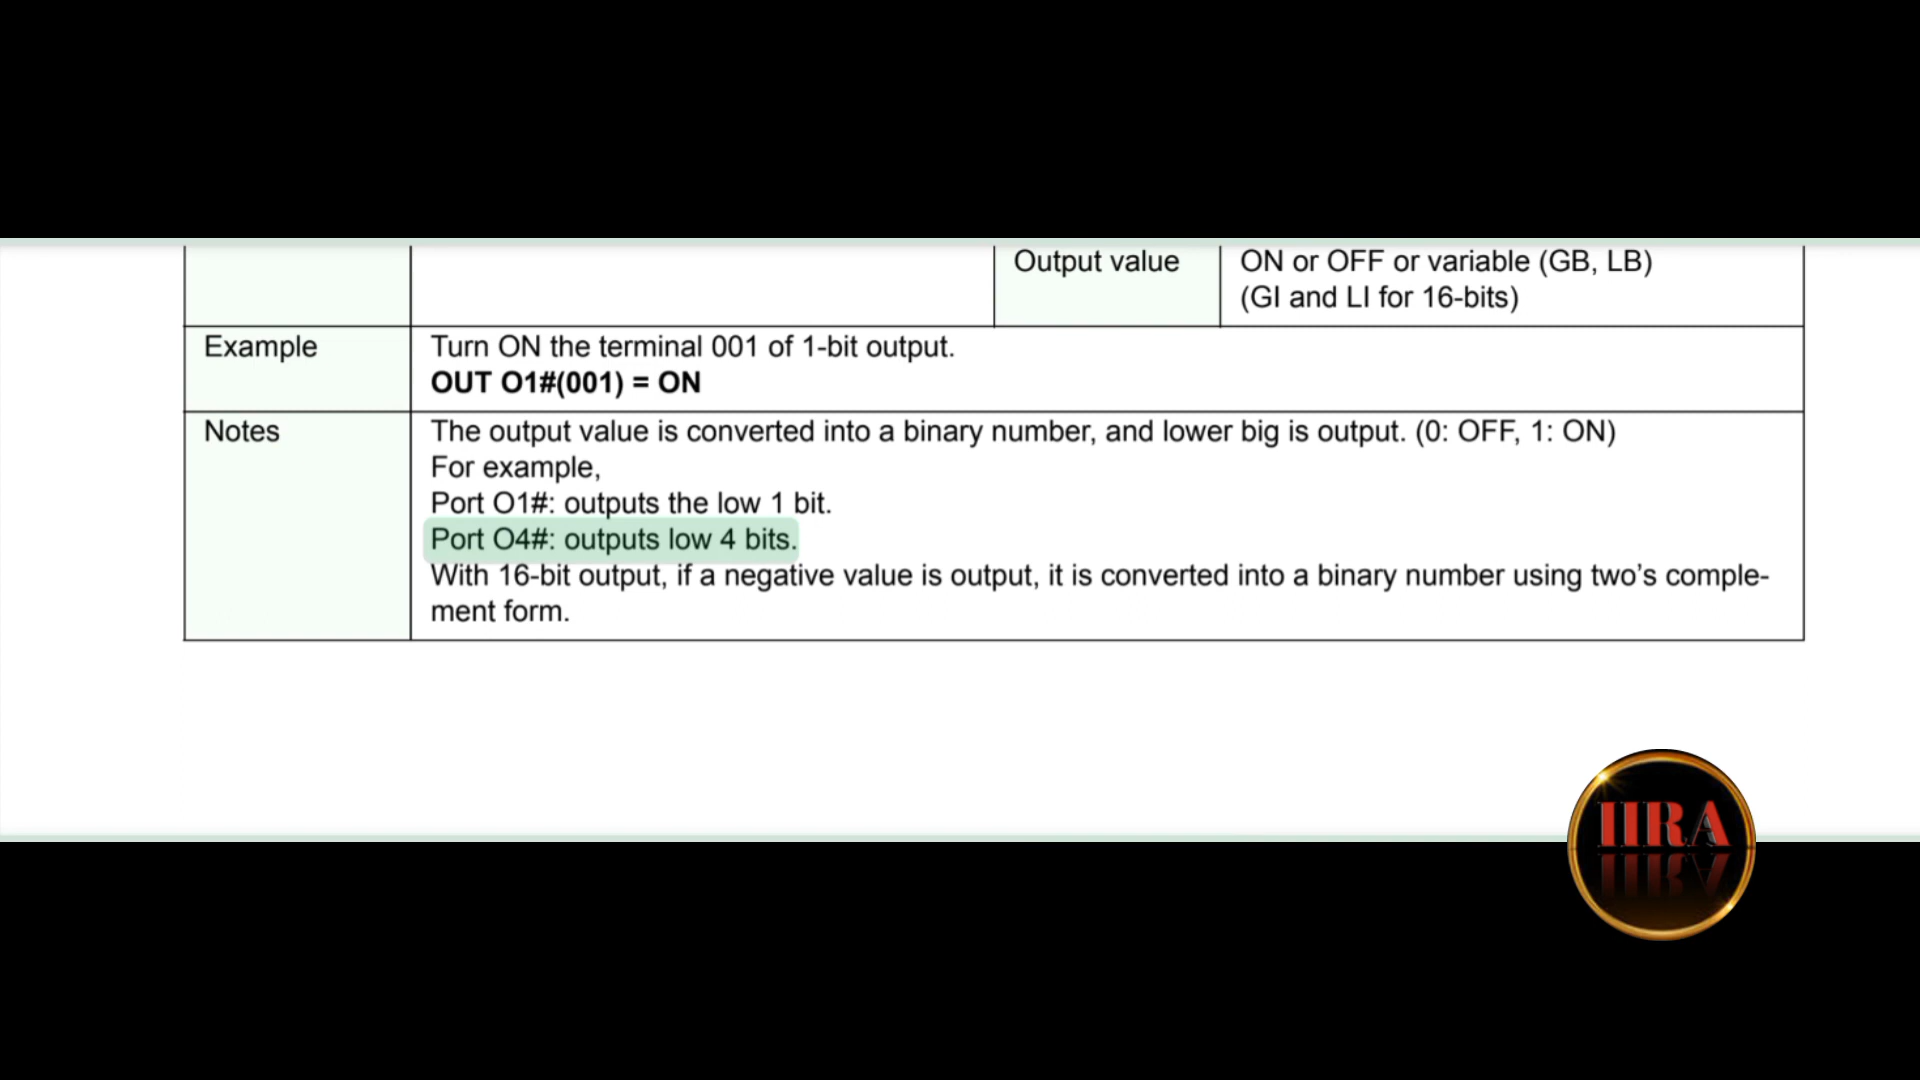 Output value
ON or OFF or variable (GB, LB)
(GI and LI for 16-bits)
Example
Turn ON the terminal 001 of 1-bit output.
OUT O1#(001) = ON
Notes
The output value is converted into a binary number, and lower big is output. (0: OFF, 1: ON)
For example,
Port O1#: outputs the low 1 bit.
Port O4#: outputs low 4 bits.
With 16-bit output, if a negative value is output, it is converted into a binary number using two’s comple-
ment form.
IIRA